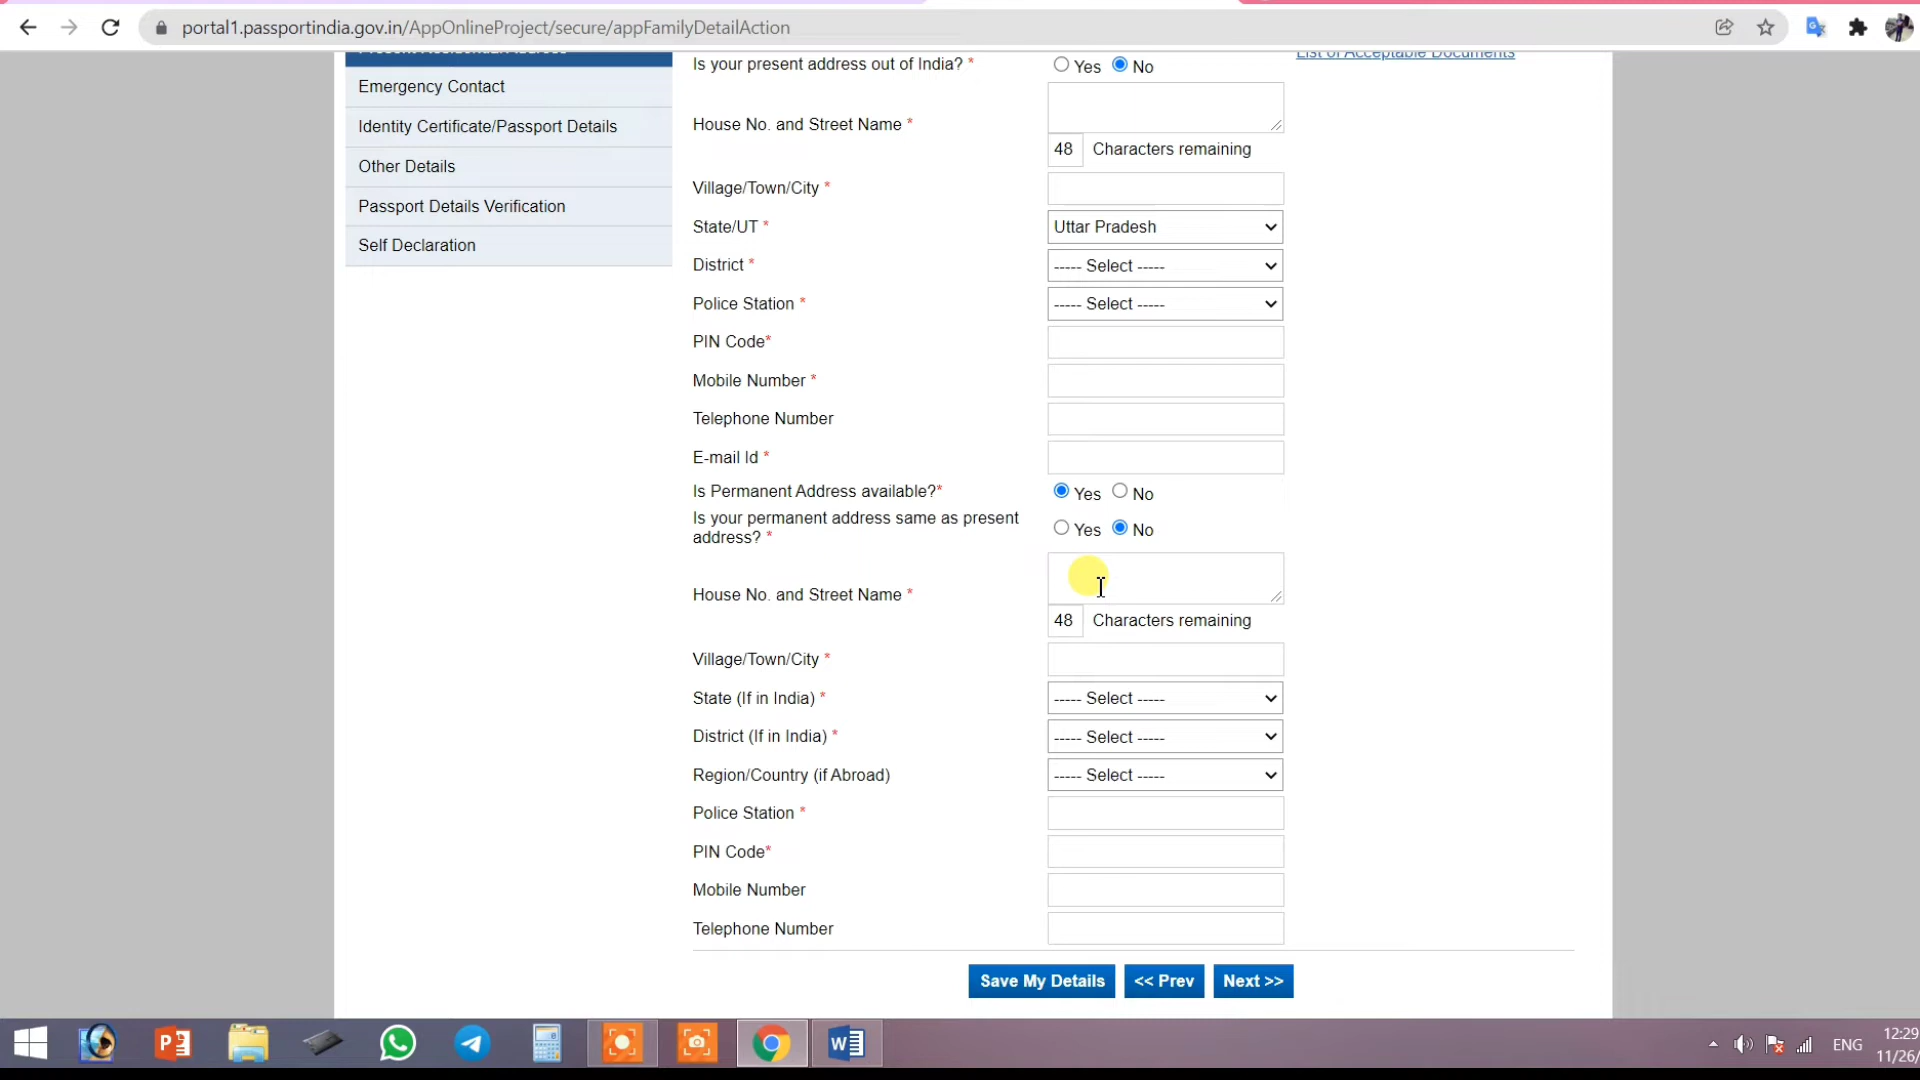 portal1.passportindia.gov.in/AppOnlineProject/secure/appFamilyDetailAction
List of Acceptable Documents
Emergency Contact
Identity Certificate/Passport Details
Other Details
Passport Details Verification
Self Declaration
Is your present address out of India? * Yes No
House No. and Street Name *
48 Characters remaining
Village/Town/City *
State/UT * Uttar Pradesh
District * ----- Select -----
Police Station * ----- Select -----
PIN Code*
Mobile Number *
Telephone Number
E-mail Id *
Is Permanent Address available?* Yes No
Is your permanent address same as present
address? * Yes No
House No. and Street Name *
48 Characters remaining
Village/Town/City *
State (If in India) * ----- Select -----
District (If in India) * ----- Select -----
Region/Country (if Abroad) ----- Select -----
Police Station *
PIN Code*
Mobile Number
Telephone Number
Save My Details << Prev Next >>
ENG
12:29
11/26/